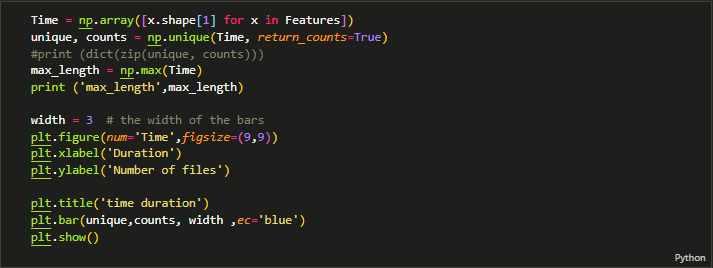 Time = np.array([x.shape[1] for x in Features])
unique, counts = np.unique(Time, return_counts=True)
#print (dict(zip(unique, counts)))
max_length = np.max(Time)
print ('max_length',max_length)
width = 3  # the width of the bars
plt.figure(num='Time',figsize=(9,9))
plt.xlabel('Duration')
plt.ylabel('Number of files')
plt.title('time duration')
plt.bar(unique,counts, width ,ec='blue')
plt.show()
Python